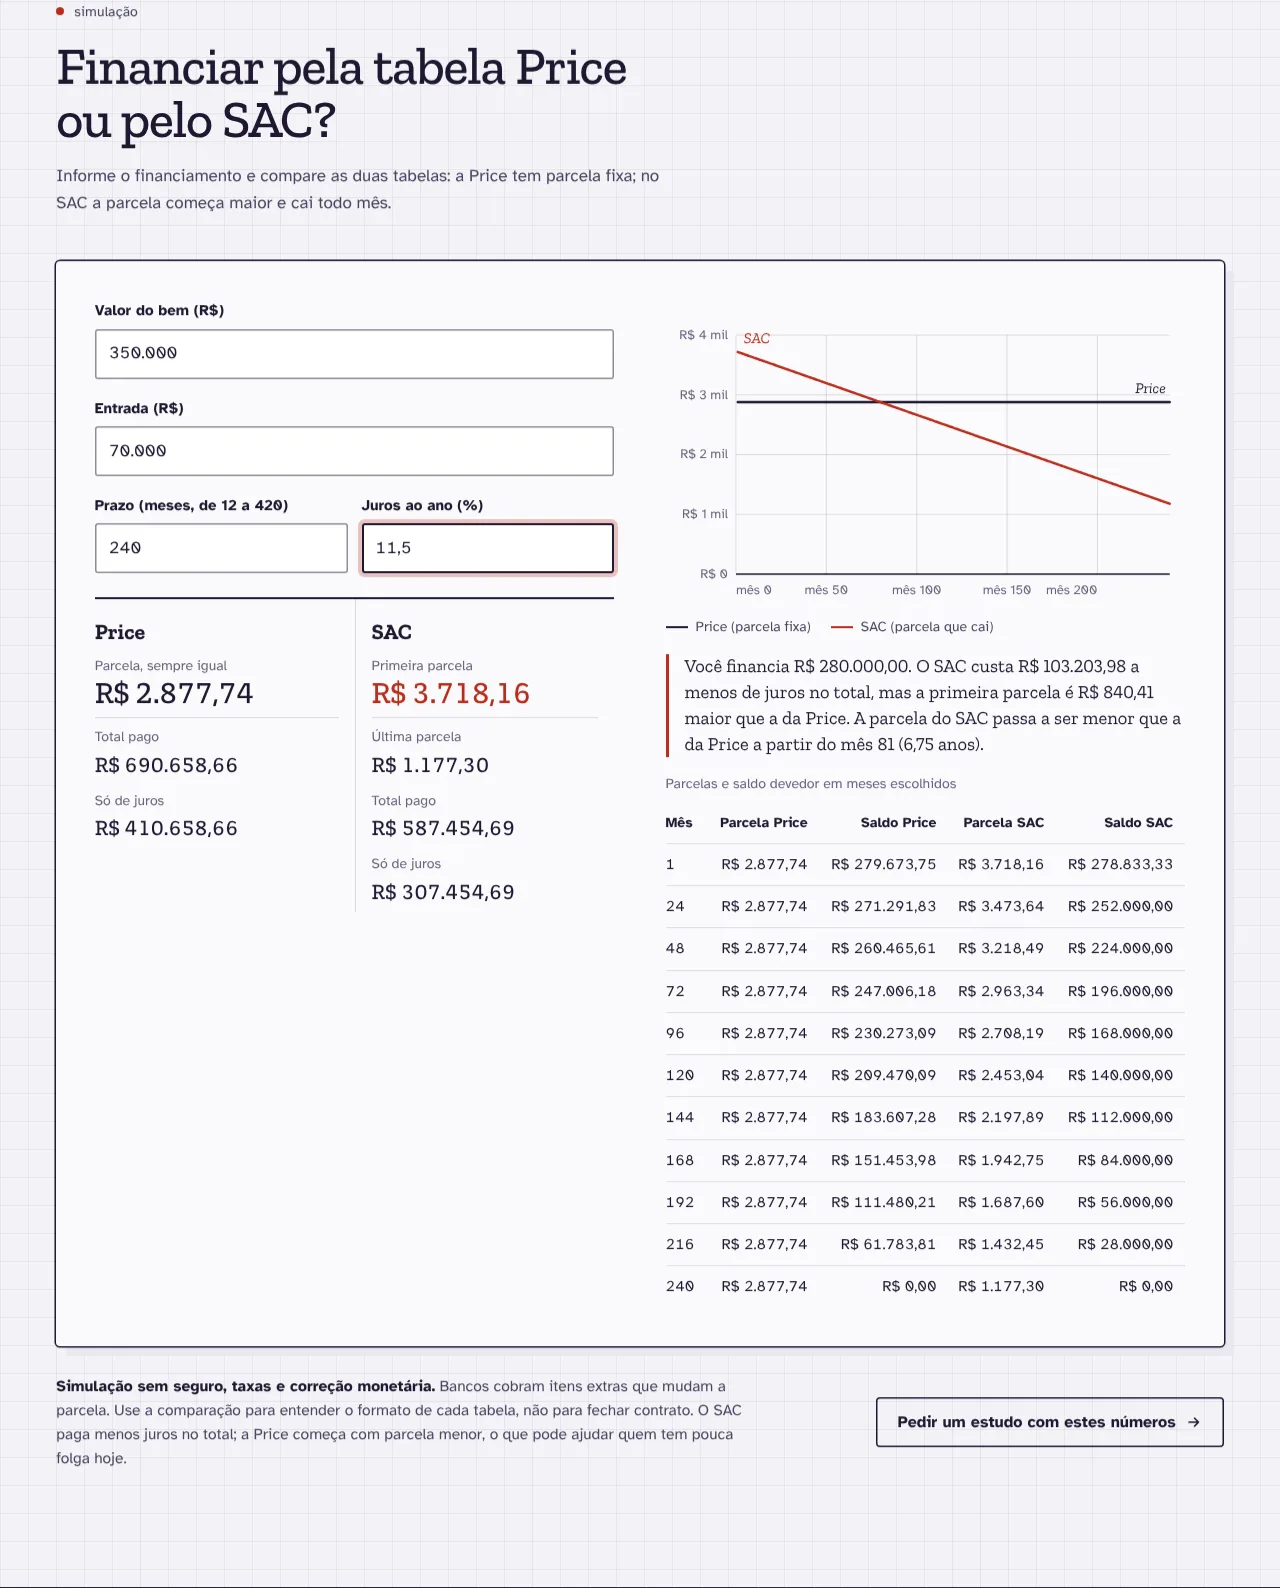 simulação
Financiar pela tabela Price
ou pelo SAC?
Informe o financiamento e compare as duas tabelas: a Price tem parcela fixa; no
SAC a parcela começa maior e cai todo mês.
Valor do bem (R$)
350.000
Entrada (R$)
70.000
Prazo (meses, de 12 a 420) Juros ao ano (%)
240 11,5
Price SAC
Parcela, sempre igual Primeira parcela
R$ 2.877,74 R$ 3.718,16
Total pago Última parcela
R$ 690.658,66 R$ 1.177,30
Só de juros Total pago
R$ 410.658,66 R$ 587.454,69
Só de juros
R$ 307.454,69
R$ 4 mil SAC
Price
R$ 3 mil
R$ 2 mil
R$ 1 mil
R$ 0
mês 0 mês 50 mês 100 mês 150 mês 200
Price (parcela fixa) SAC (parcela que cai)
Você financia R$ 280.000,00. O SAC custa R$ 103.203,98 a
menos de juros no total, mas a primeira parcela é R$ 840,41
maior que a da Price. A parcela do SAC passa a ser menor que a
da Price a partir do mês 81 (6,75 anos).
Parcelas e saldo devedor em meses escolhidos
Mês Parcela Price Saldo Price Parcela SAC Saldo SAC
1 R$ 2.877,74 R$ 279.673,75 R$ 3.718,16 R$ 278.833,33
24 R$ 2.877,74 R$ 271.291,83 R$ 3.473,64 R$ 252.000,00
48 R$ 2.877,74 R$ 260.465,61 R$ 3.218,49 R$ 224.000,00
72 R$ 2.877,74 R$ 247.006,18 R$ 2.963,34 R$ 196.000,00
96 R$ 2.877,74 R$ 230.273,09 R$ 2.708,19 R$ 168.000,00
120 R$ 2.877,74 R$ 209.470,09 R$ 2.453,04 R$ 140.000,00
144 R$ 2.877,74 R$ 183.607,28 R$ 2.197,89 R$ 112.000,00
168 R$ 2.877,74 R$ 151.453,98 R$ 1.942,75 R$ 84.000,00
192 R$ 2.877,74 R$ 111.480,21 R$ 1.687,60 R$ 56.000,00
216 R$ 2.877,74 R$ 61.783,81 R$ 1.432,45 R$ 28.000,00
240 R$ 2.877,74 R$ 0,00 R$ 1.177,30 R$ 0,00
Simulação sem seguro, taxas e correção monetária. Bancos cobram itens extras que mudam a
parcela. Use a comparação para entender o formato de cada tabela, não para fechar contrato. O SAC
paga menos juros no total; a Price começa com parcela menor, o que pode ajudar quem tem pouca
folga hoje.
Pedir um estudo com estes números →